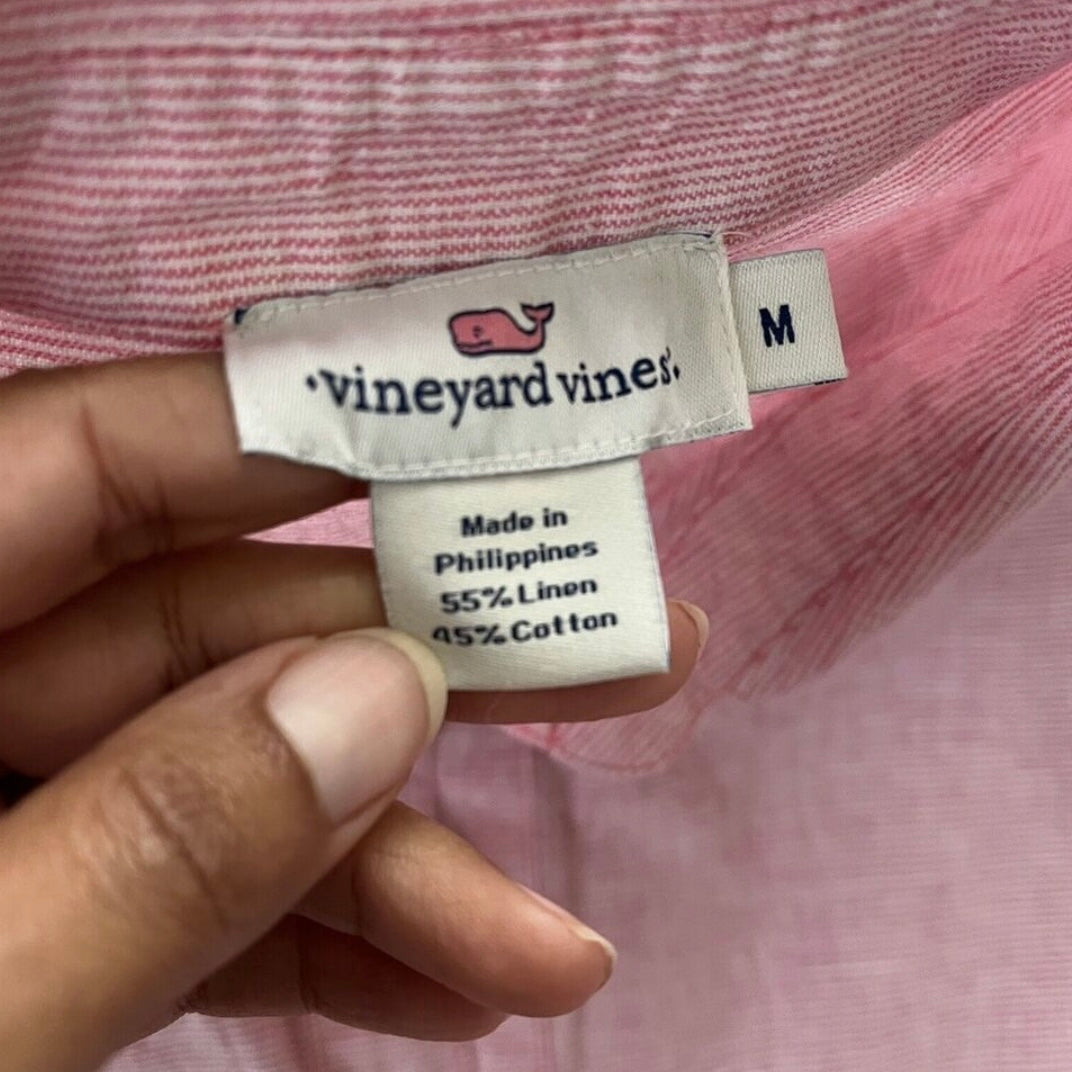 vineyard vines
M
Made in
Philippines
55% Linen
45% Cotton